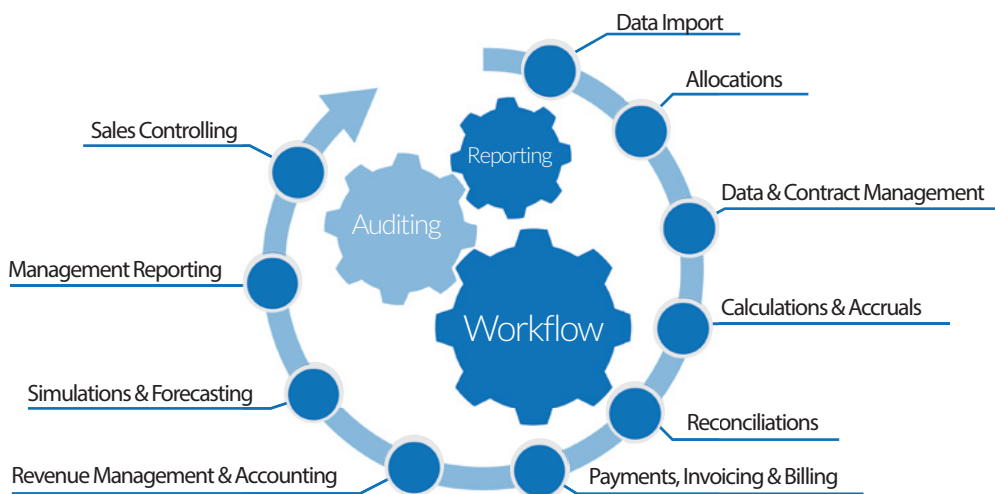 Data Import
Allocations
Data & Contract Management
Calculations & Accruals
Reconciliations
Payments, Invoicing & Billing
Revenue Management & Accounting
Simulations & Forecasting
Management Reporting
Sales Controlling
Reporting
Auditing
Workflow